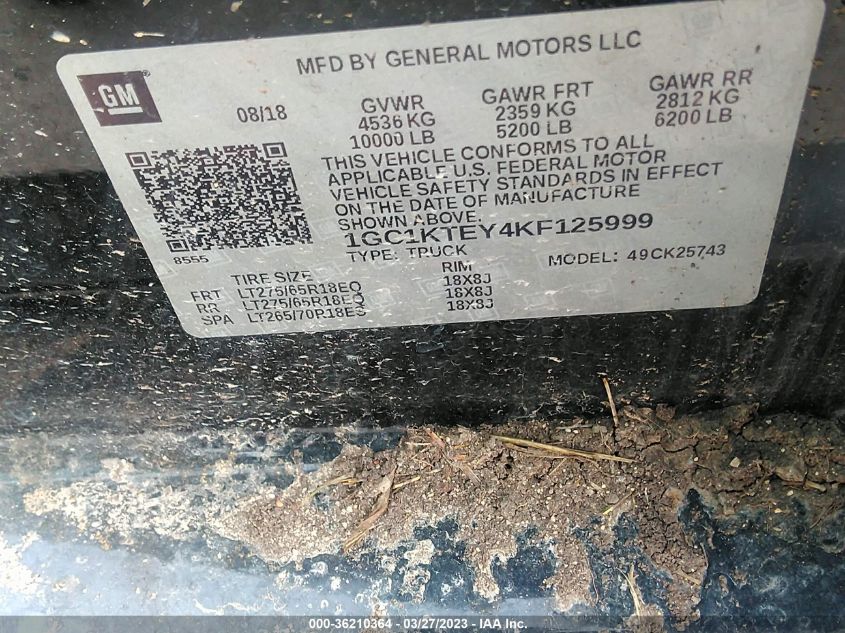 MFD BY GENERAL MOTORS LLC
GM
08/18
GVWR
4536 KG
10000 LB
GAWR FRT
2359 KG
5200 LB
GAWR RR
2812 KG
6200 LB
THIS VEHICLE CONFORMS TO ALL
APPLICABLE U.S. FEDERAL MOTOR
VEHICLE SAFETY STANDARDS IN EFFECT
ON THE DATE OF MANUFACTURE
SHOWN ABOVE.
1GC1KTEY4KF125999
8555
TYPE: TRUCK
MODEL: 49CK25743
TIRE SIZE
RIM
FRT LT275/65R18EQ 18X8J
RR LT275/65R18EQ 18X8J
SPA LT265/70R18ES 18X8J
000-36210364 - 03/27/2023 - IAA Inc.